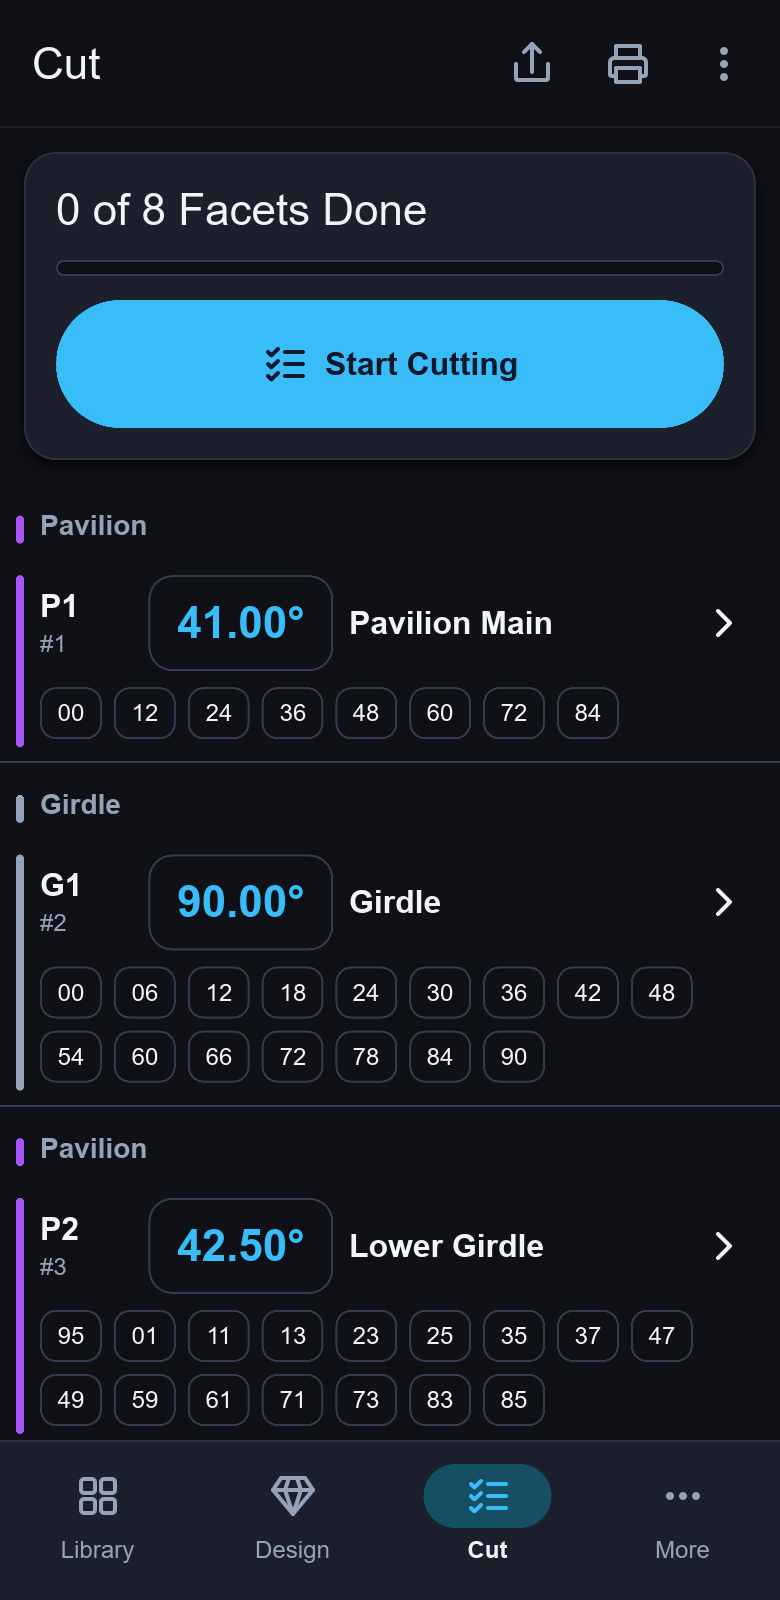 Cut
0 of 8 Facets Done
Start Cutting
Pavilion
P1
#1
41.00°
Pavilion Main
00 12 24 36 48 60 72 84
Girdle
G1
#2
90.00°
Girdle
00 06 12 18 24 30 36 42 48
54 60 66 72 78 84 90
Pavilion
P2
#3
42.50°
Lower Girdle
95 01 11 13 23 25 35 37 47
49 59 61 71 73 83 85
Library Design Cut More